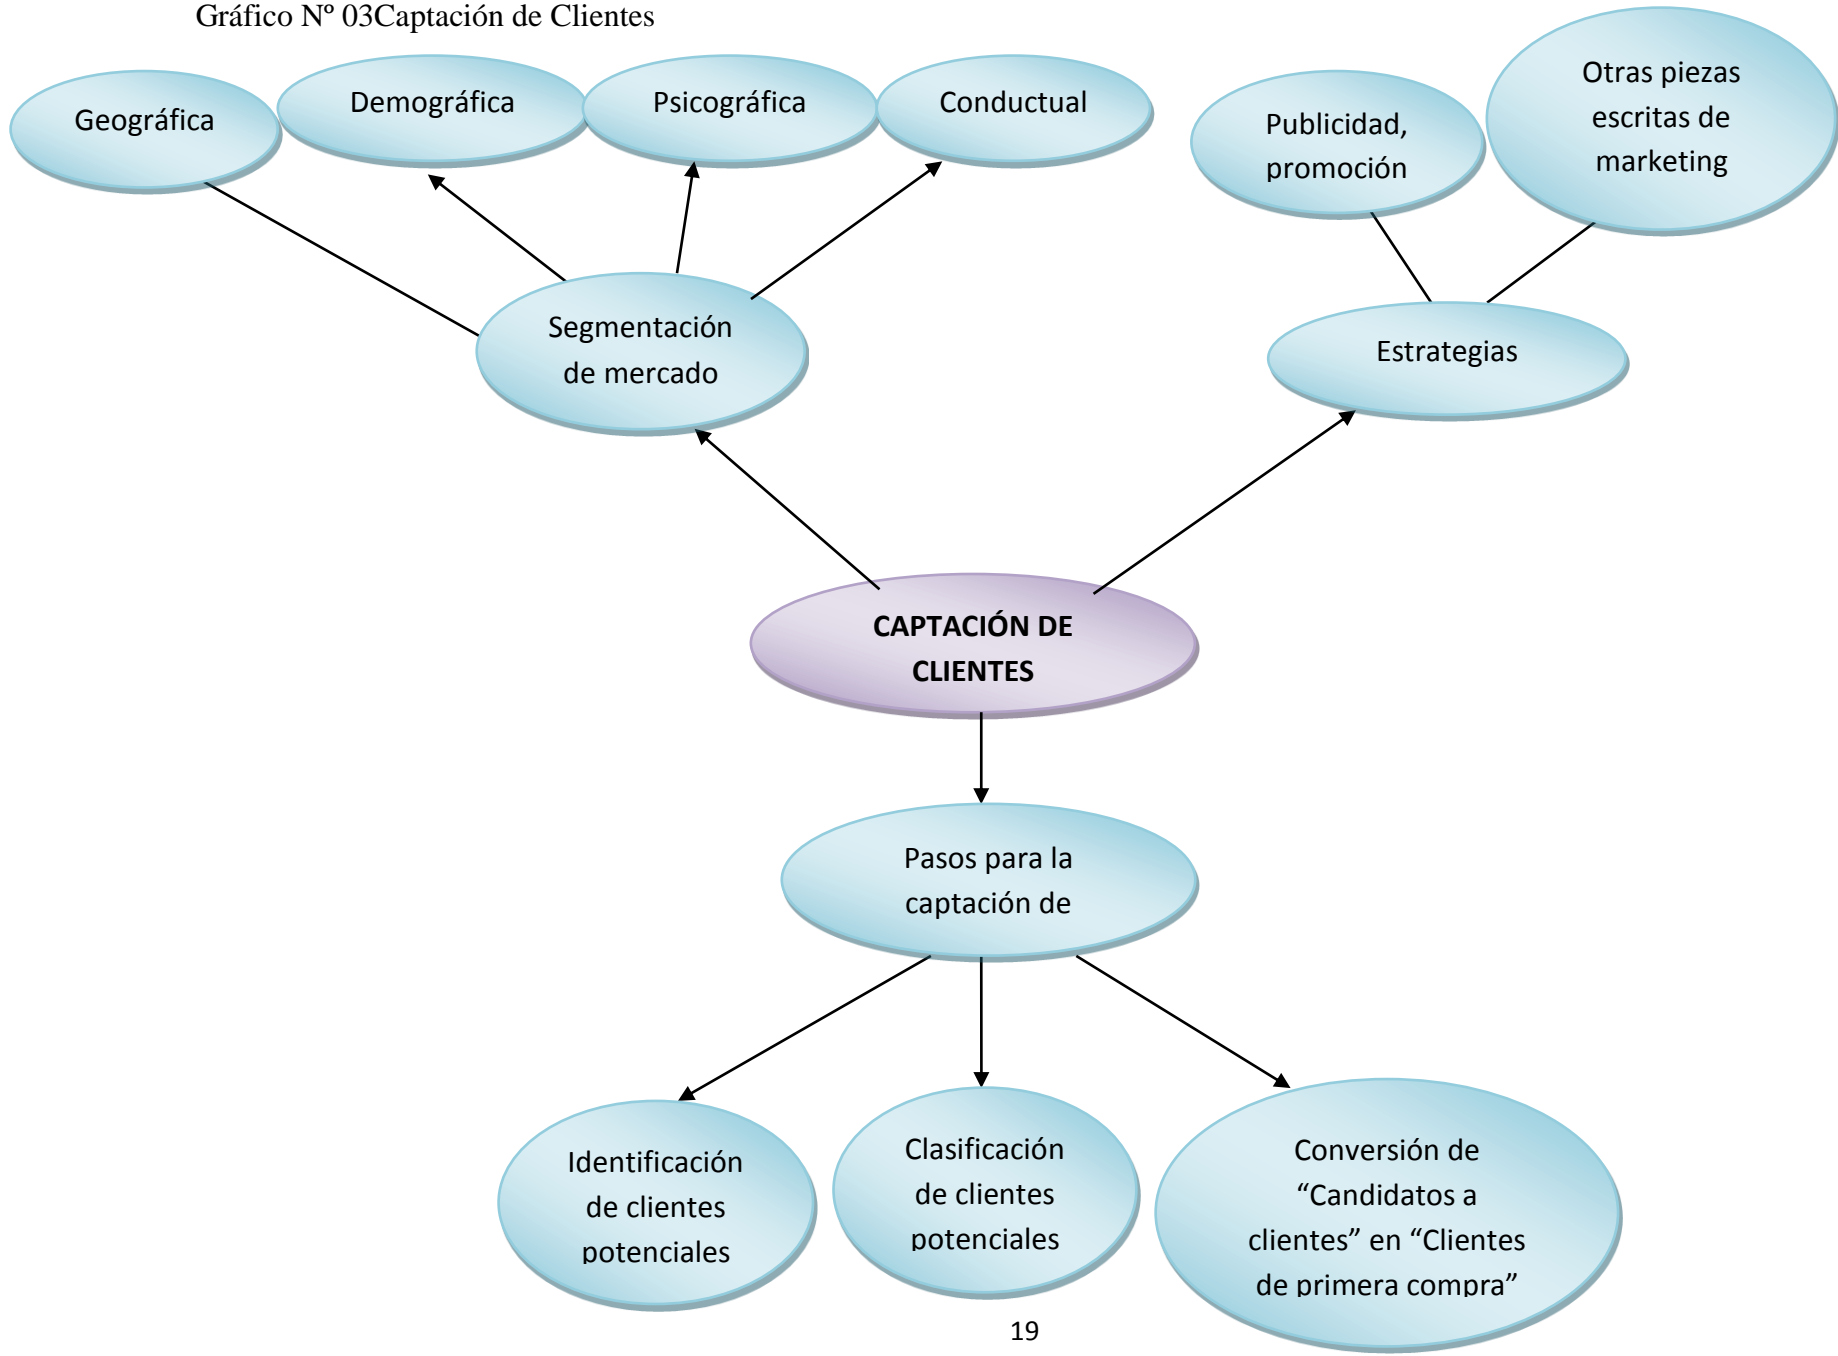 Gráfico Nº 03Captación de Clientes
Geográfica
Demográfica
Psicográfica
Conductual
Publicidad,
promoción
Otras piezas
escritas de
marketing
Segmentación
de mercado
Estrategias
CAPTACIÓN DE
CLIENTES
Pasos para la
captación de
Identificación
de clientes
potenciales
Clasificación
de clientes
potenciales
Conversión de
“Candidatos a
clientes” en “Clientes
de primera compra”
19